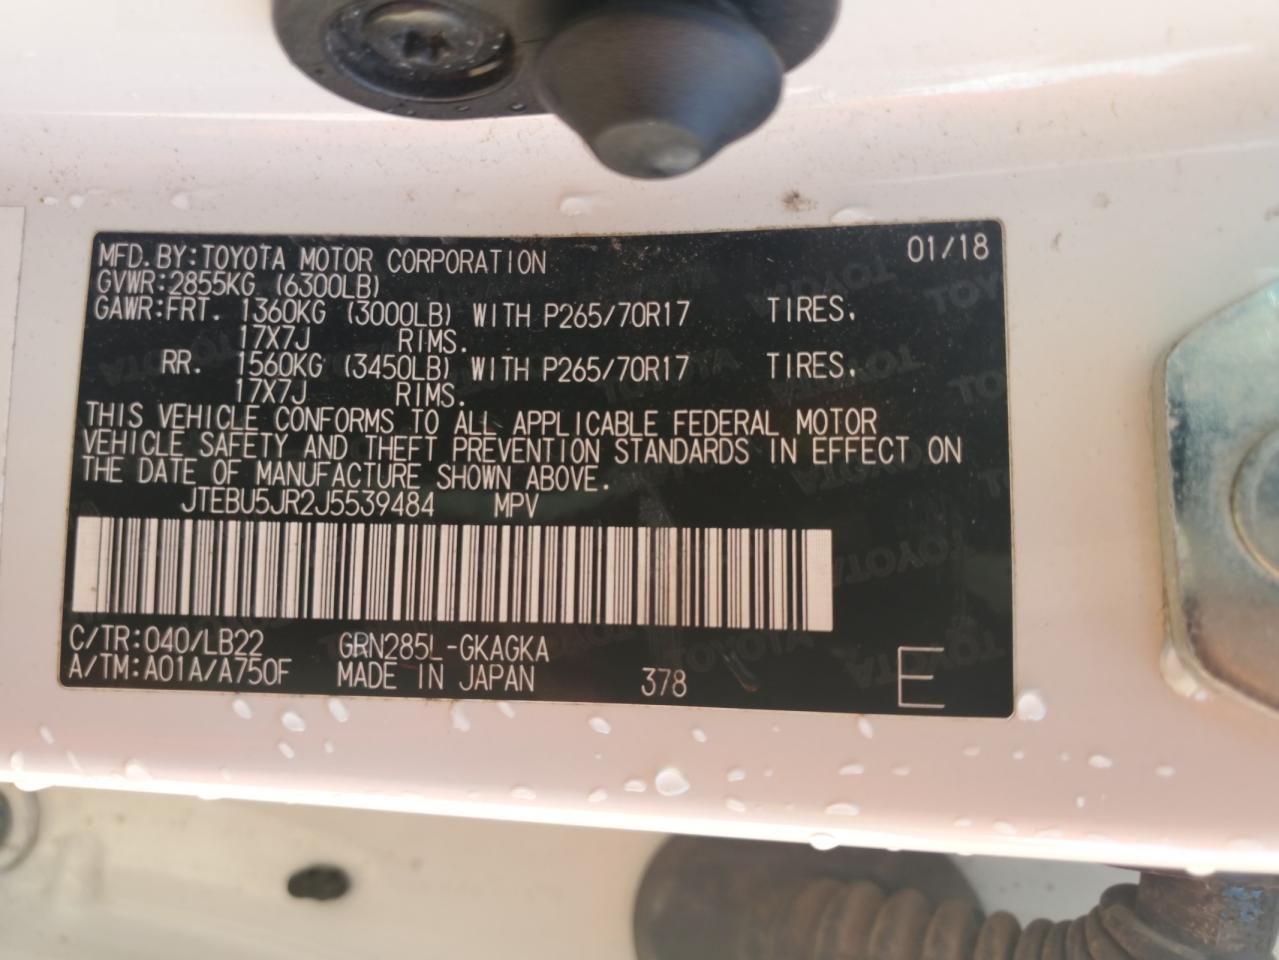 MFD. BY: TOYOTA MOTOR CORPORATION 01/18
GVWR: 2855KG (6300LB)
GAWR: FRT. 1360KG (3000LB) WITH P265/70R17 TIRES,
17X7J RIMS.
RR. 1560KG (3450LB) WITH P265/70R17 TIRES,
17X7J RIMS.
THIS VEHICLE CONFORMS TO ALL APPLICABLE FEDERAL MOTOR
VEHICLE SAFETY AND THEFT PREVENTION STANDARDS IN EFFECT ON
THE DATE OF MANUFACTURE SHOWN ABOVE.
JTEBU5JR2J5539484 MPV
C/TR: 040/LB22 GRN285L-GKAGKA
A/TM: A01A/A750F MADE IN JAPAN 378 E